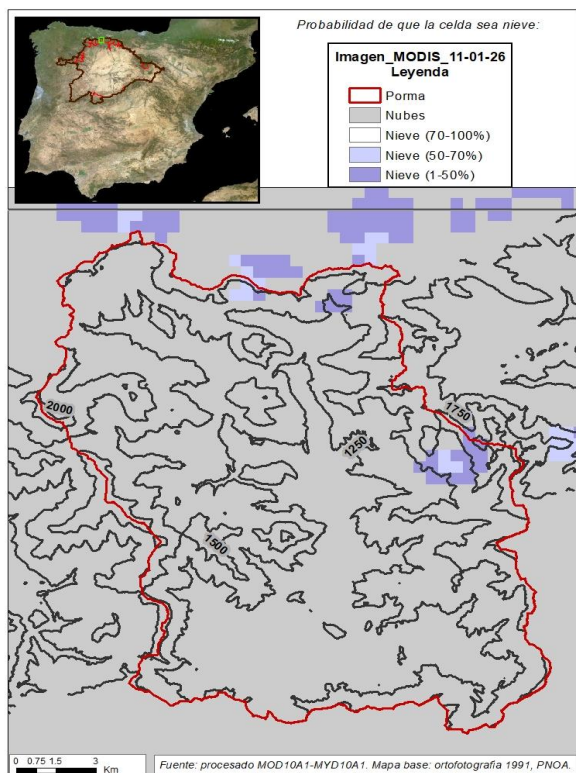 Probabilidad de que la celda sea nieve:
Imagen_MODIS_11-01-26
Leyenda
Porma
Nubes
Nieve (70-100%)
Nieve (50-70%)
Nieve (1-50%)
2000
1750
1250
1500
0 0.75 1.5 3
Km
Fuente: procesado MOD10A1-MYD10A1. Mapa base: ortofotografia 1991, PNOA.